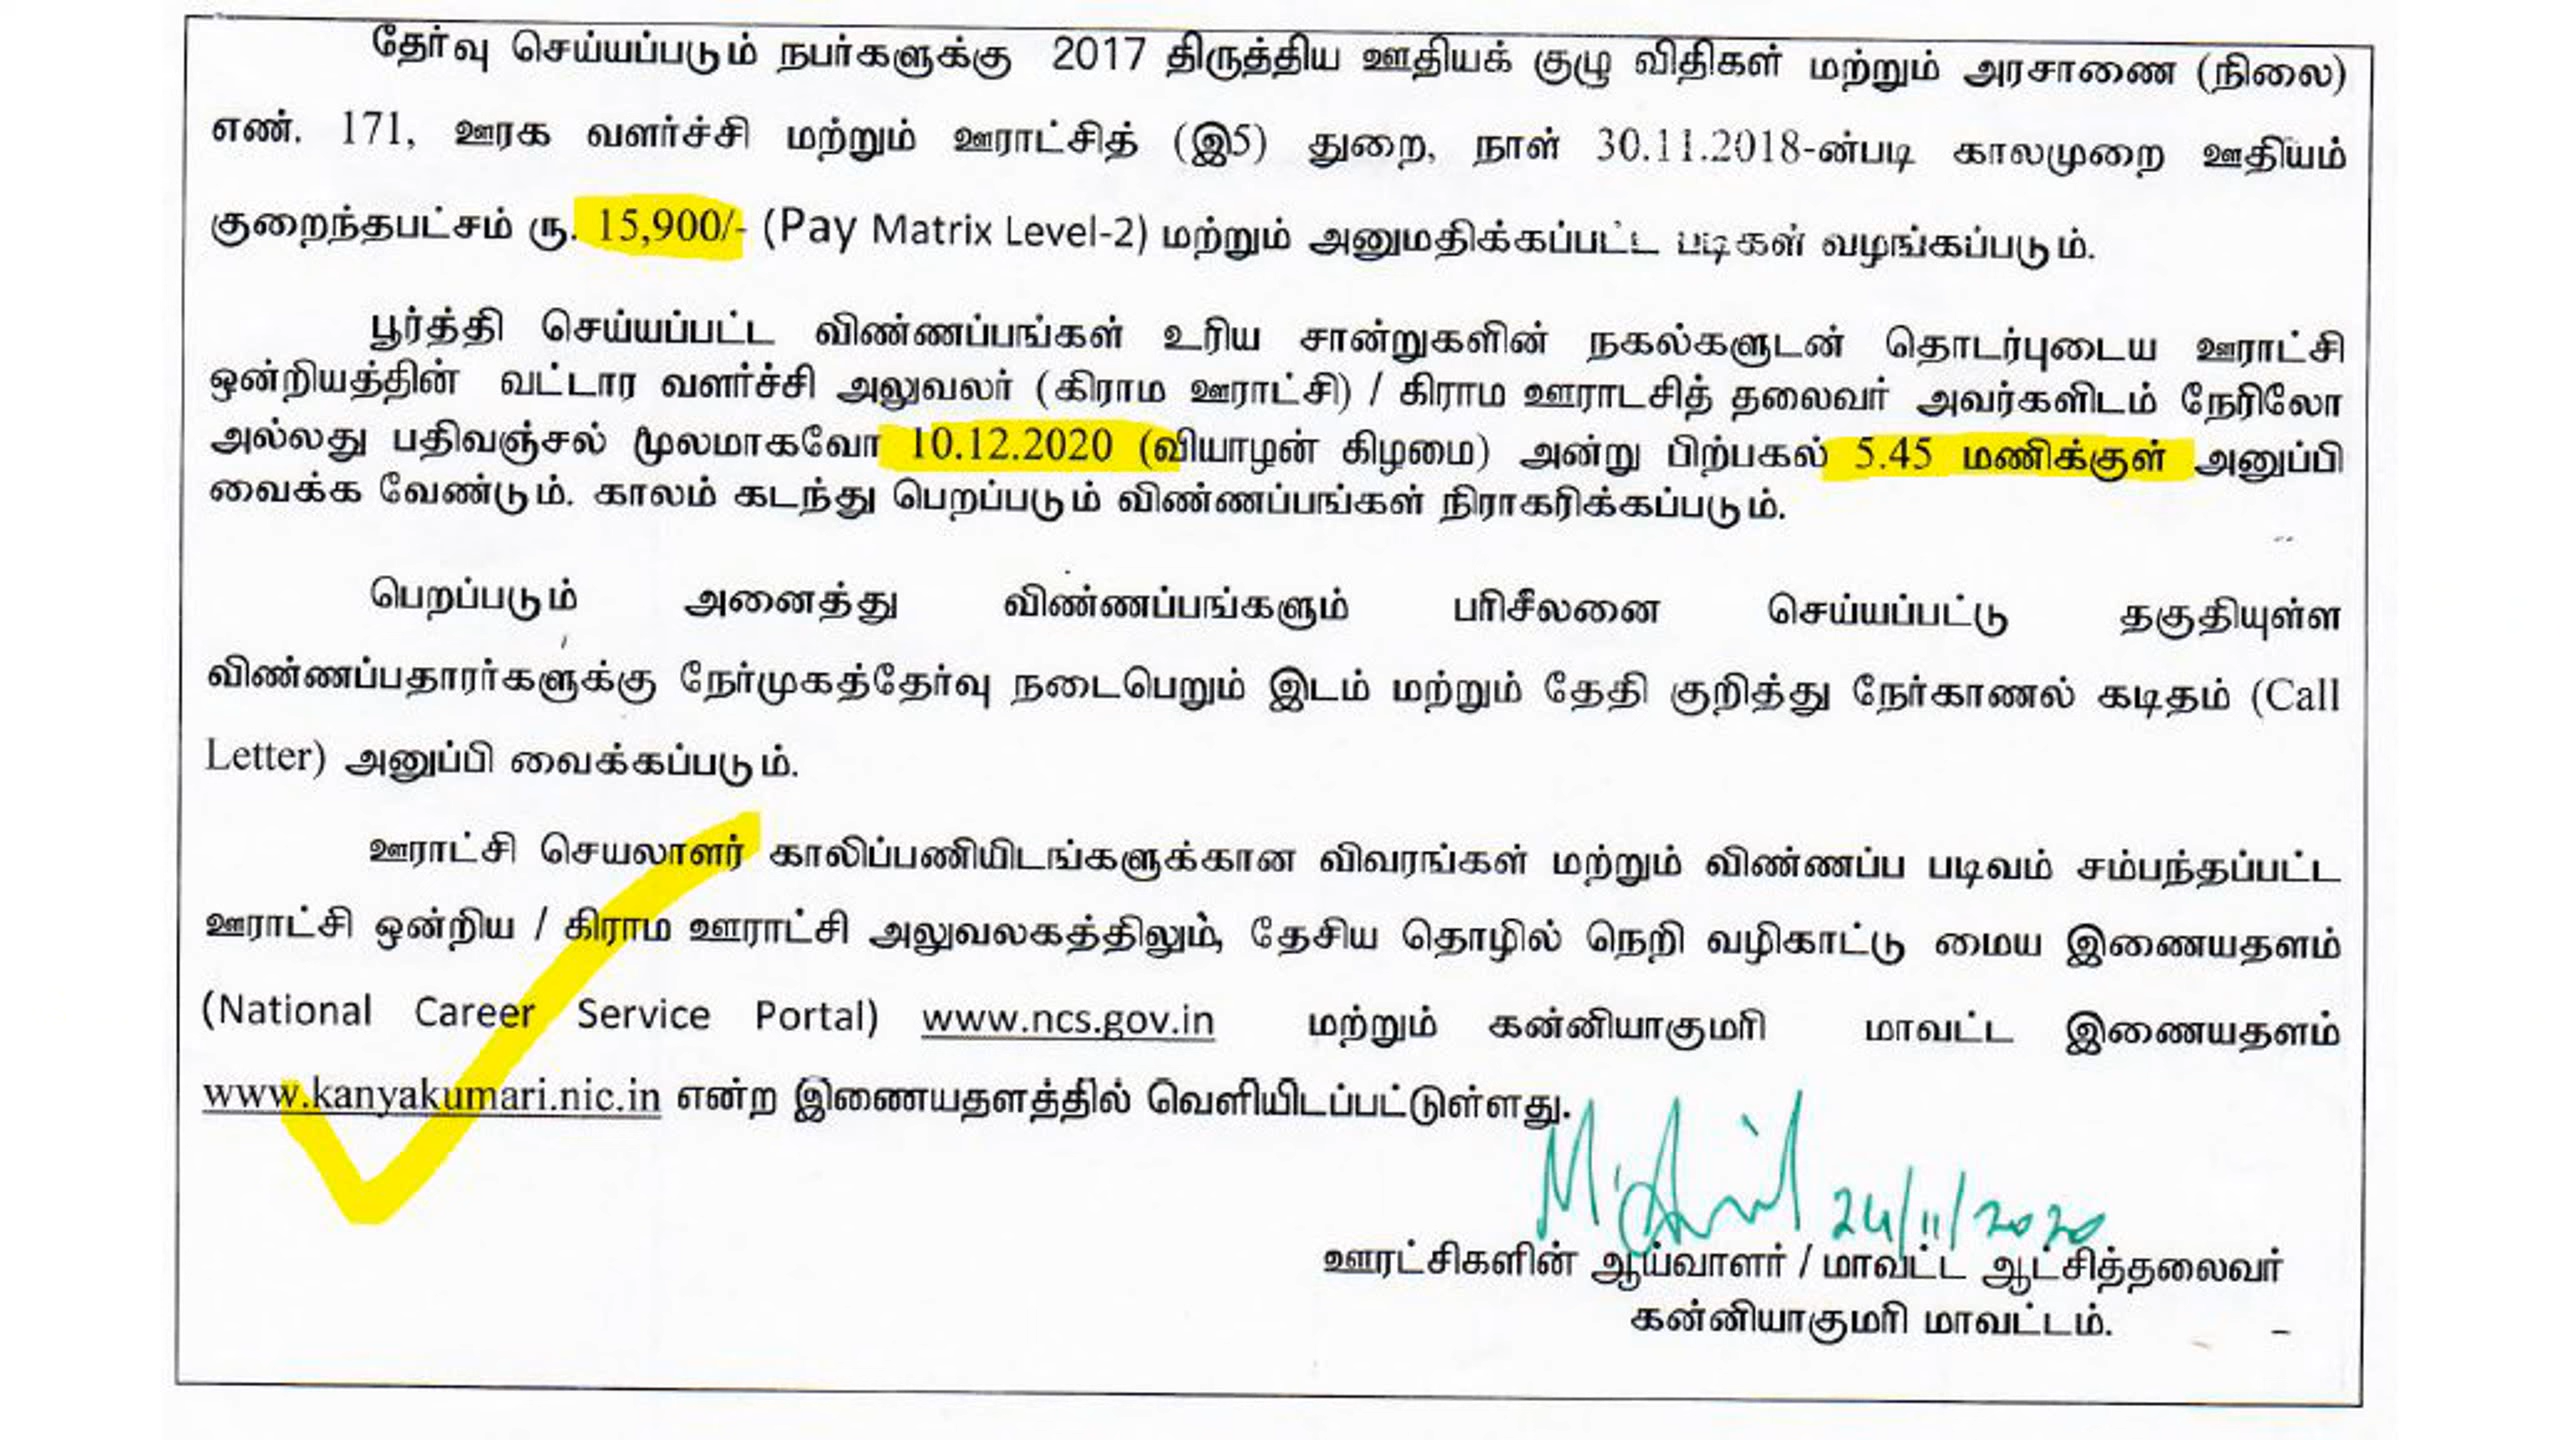 தேர்வு செய்யப்படும் நபர்களுக்கு 2017 திருத்திய ஊதியக் குழு விதிகள் மற்றும் அரசாணை (நிலை)
எண். 171, ஊரக வளர்ச்சி மற்றும் ஊராட்சித் (இ5) துறை, நாள் 30.11.2018-ன்படி காலமுறை ஊதியம்
குறைந்தபட்சம் ரு. 15,900/- (Pay Matrix Level-2) மற்றும் அனுமதிக்கப்பட்ட படிகள் வழங்கப்படும்.
பூர்த்தி செய்யப்பட்ட விண்ணப்பங்கள் உரிய சான்றுகளின் நகல்களுடன் தொடர்புடைய ஊராட்சி
ஒன்றியத்தின் வட்டார வளர்ச்சி அலுவலர் (கிராம ஊராட்சி) / கிராம ஊராடசித் தலைவர் அவர்களிடம் நேரிலோ
அல்லது பதிவஞ்சல் மூலமாகவோ 10.12.2020 (வியாழன் கிழமை) அன்று பிற்பகல் 5.45 மணிக்குள் அனுப்பி
வைக்க வேண்டும். காலம் கடந்து பெறப்படும் விண்ணப்பங்கள் நிராகரிக்கப்படும்.
பெறப்படும் அனைத்து விண்ணப்பங்களும் பரிசீலனை செய்யப்பட்டு தகுதியுள்ள
விண்ணப்பதாரர்களுக்கு நேர்முகத்தேர்வு நடைபெறும் இடம் மற்றும் தேதி குறித்து நேர்காணல் கடிதம் (Call
Letter) அனுப்பி வைக்கப்படும்.
ஊராட்சி செயலாளர் காலிப்பணியிடங்களுக்கான விவரங்கள் மற்றும் விண்ணப்ப படிவம் சம்பந்தப்பட்ட
ஊராட்சி ஒன்றிய / கிராம ஊராட்சி அலுவலகத்திலும், தேசிய தொழில் நெறி வழிகாட்டு மைய இணையதளம்
(National Career Service Portal) www.ncs.gov.in மற்றும் கன்னியாகுமரி மாவட்ட இணையதளம்
www.kanyakumari.nic.in என்ற இணையதளத்தில் வெளியிடப்பட்டுள்ளது.
24/11/2020
ஊரட்சிகளின் ஆய்வாளர் / மாவட்ட ஆட்சித்தலைவர்
கன்னியாகுமரி மாவட்டம்.